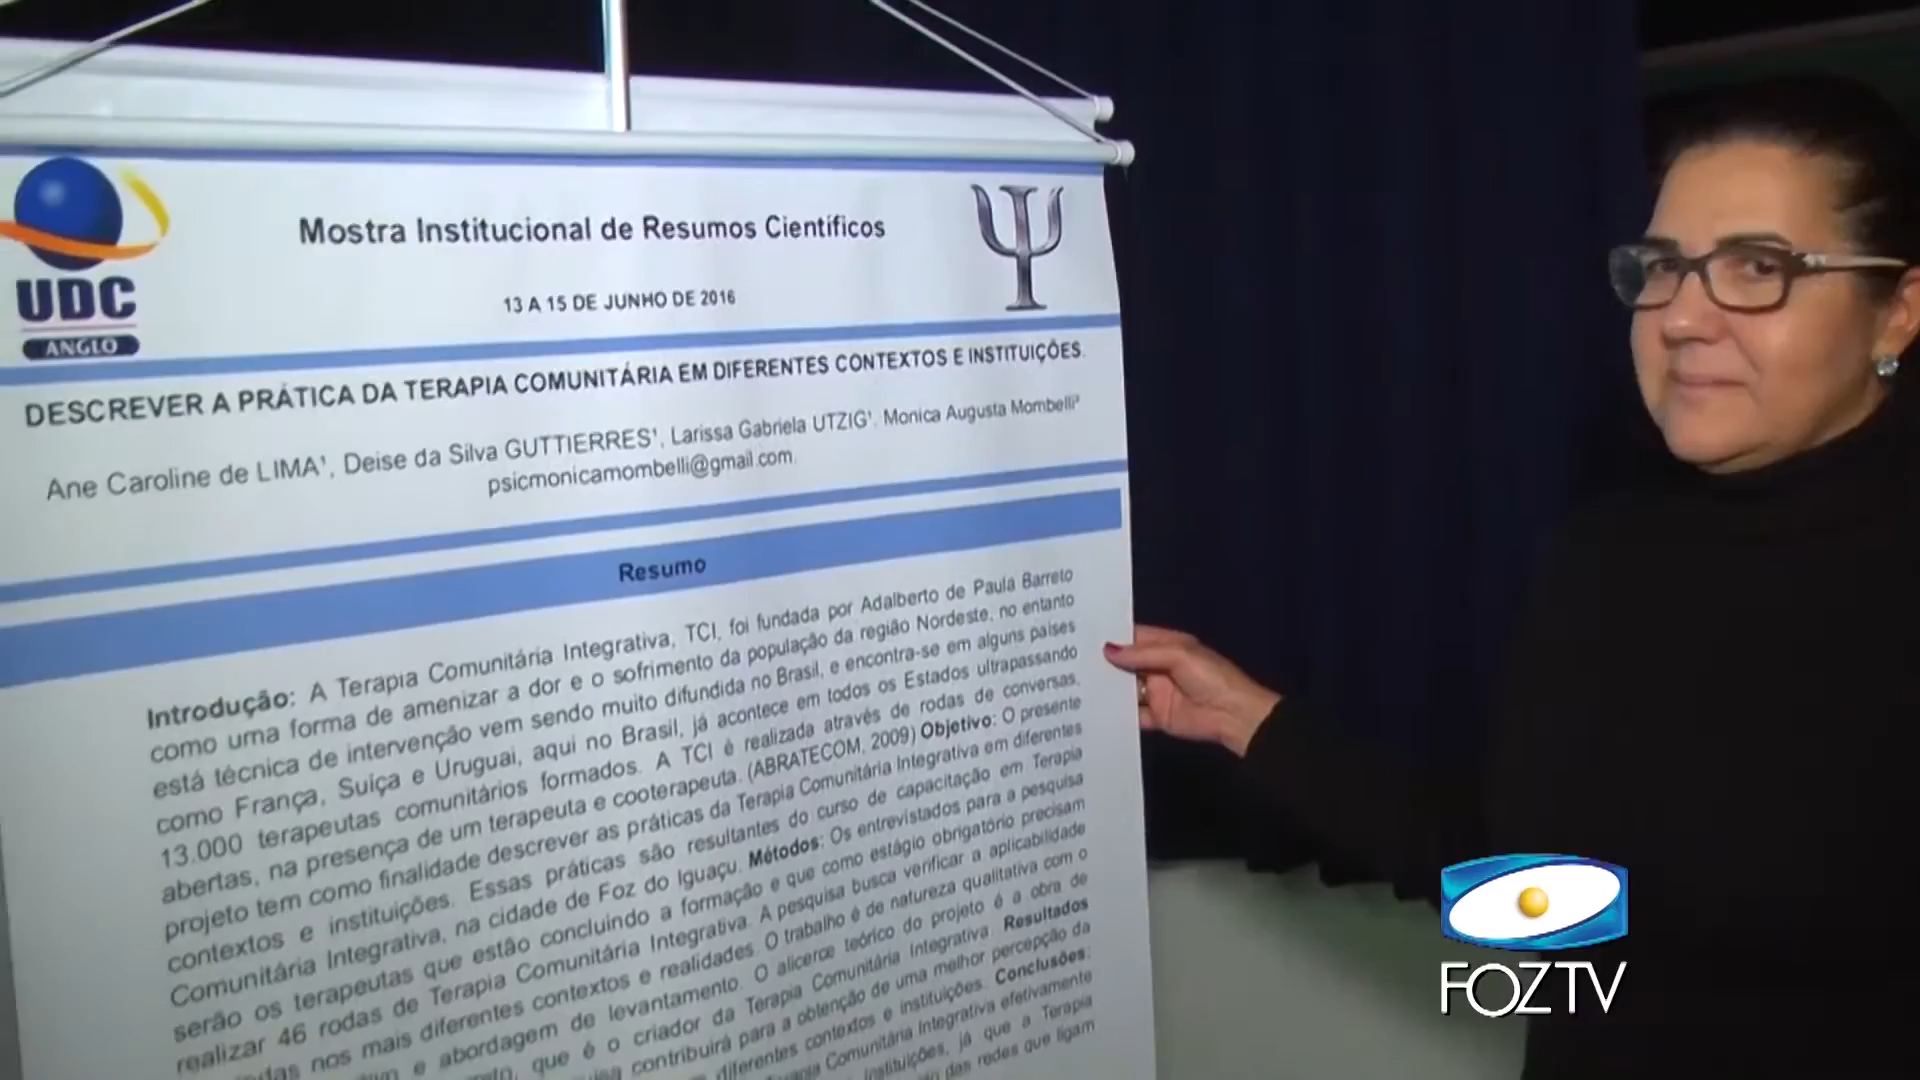 UDC
ANGLO
Mostra Institucional de Resumos Científicos
13 A 15 DE JUNHO DE 2016
DESCREVER A PRÁTICA DA TERAPIA COMUNITÁRIA EM DIFERENTES CONTEXTOS E INSTITUIÇÕES.
Ane Caroline de LIMA¹, Deise da Silva GUTTIERRES¹, Larissa Gabriela UTZIG¹. Monica Augusta Mombelli²
psicmonicamombelli@gmail.com.
Resumo
Introdução: A Terapia Comunitária Integrativa, TCI, foi fundada por Adalberto de Paula Barreto
como uma forma de amenizar a dor e o sofrimento da população da região Nordeste, no entanto
está técnica de intervenção vem sendo muito difundida no Brasil, e encontra-se em alguns países
como França, Suíça e Uruguai, aqui no Brasil, já acontece em todos os Estados ultrapassando
13.000 terapeutas comunitários formados. A TCI é realizada através de rodas de conversas,
abertas, na presença de um terapeuta e cooterapeuta. (ABRATECOM, 2009) Objetivo: O presente
projeto tem como finalidade descrever as práticas da Terapia Comunitária Integrativa em diferentes
contextos e instituições. Essas práticas são resultantes do curso de capacitação em Terapia
Comunitária Integrativa, na cidade de Foz do Iguaçu. Métodos: Os entrevistados para a pesquisa
serão os terapeutas que estão concluindo a formação e que como estágio obrigatório precisam
realizar 46 rodas de Terapia Comunitária Integrativa. A pesquisa busca verificar a aplicabilidade
nos mais diferentes contextos e realidades. O trabalho é de natureza qualitativa com o
e abordagem de levantamento. O alicerce teórico do projeto é a obra de
que é o criador da Terapia Comunitária Integrativa. Resultados
contribuirá para a obtenção de uma melhor percepção da
diferentes contextos e instituições. Conclusões:
Comunitária Integrativa efetivamente
instituições, já que a Terapia
das redes que ligam
FOZTV